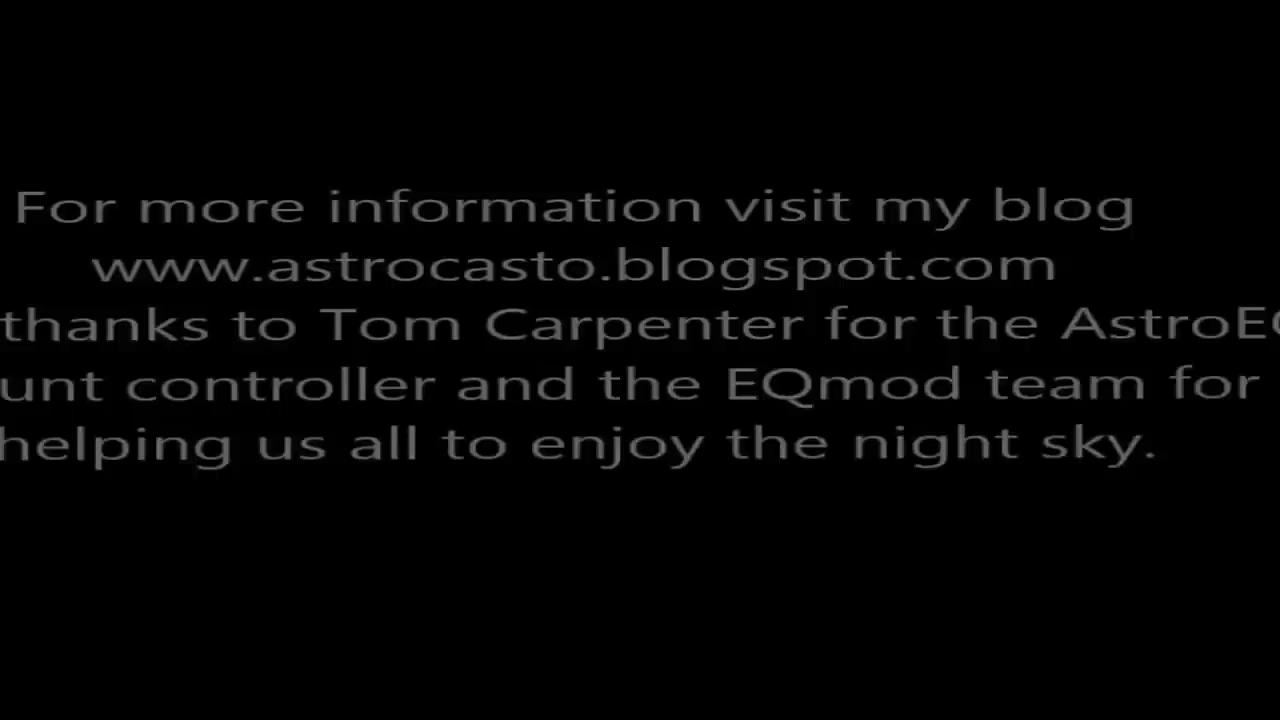 For more information visit my blog
www.astrocasto.blogspot.com
thanks to Tom Carpenter for the AstroE
unt controller and the EQmod team for
helping us all to enjoy the night sky.